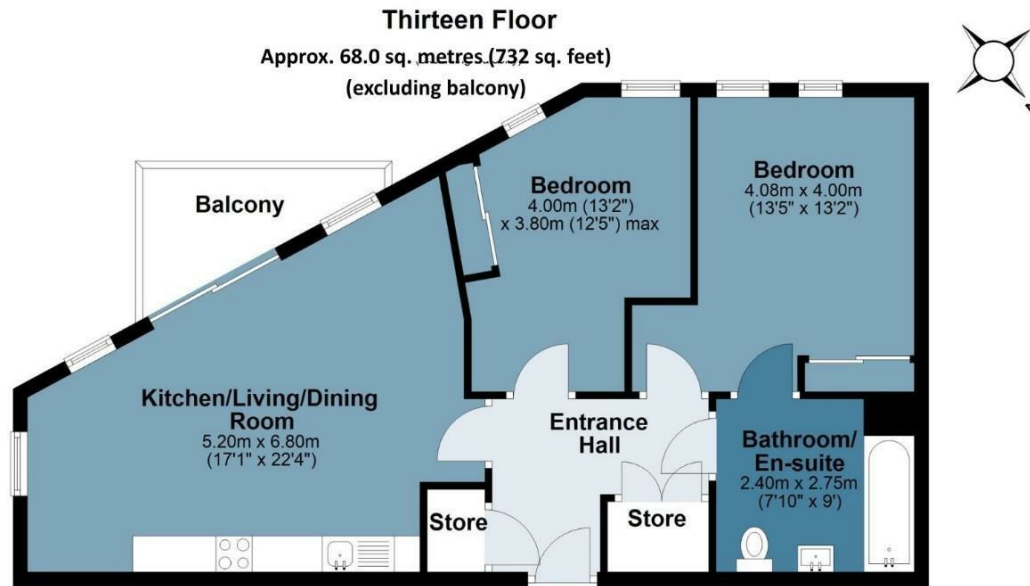 Thirteen Floor
Approx. 68.0 sq. metres (732 sq. feet)
(excluding balcony)
Balcony
Bedroom
4.00m (13'2")
x 3.80m (12'5") max
Bedroom
4.08m x 4.00m
(13'5" x 13'2")
Kitchen/Living/Dining
Room
5.20m x 6.80m
(17'1" x 22'4")
Entrance
Hall
Bathroom/
En-suite
2.40m x 2.75m
(7'10" x 9')
Store
Store